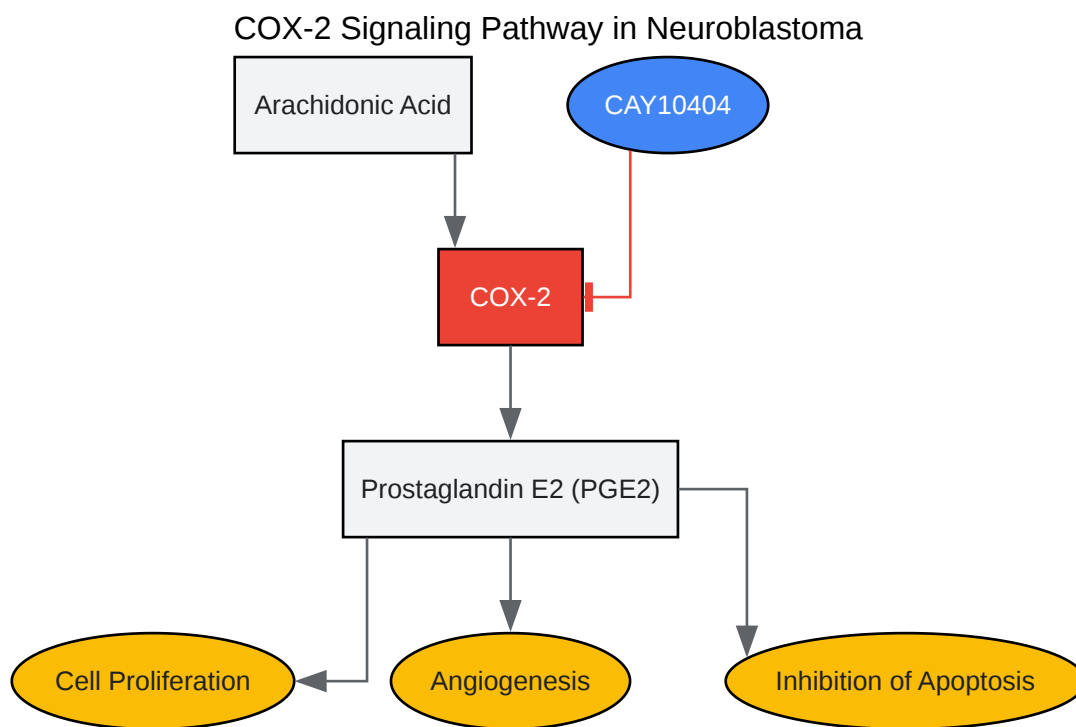 COX-2 Signaling Pathway in Neuroblastoma
Arachidonic Acid
CAY10404
COX-2
Prostaglandin E2 (PGE2)
Cell Proliferation
Angiogenesis
Inhibition of Apoptosis